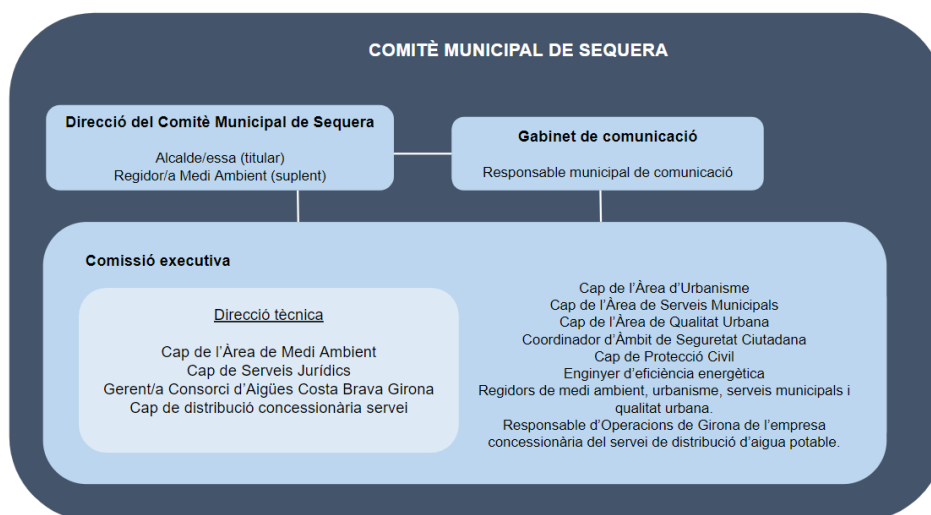 COMITÈ MUNICIPAL DE SEQUERA
Direcció del Comitè Municipal de Sequera
Alcalde/essa (titular)
Regidor/a Medi Ambient (suplent)
Gabinet de comunicació
Responsable municipal de comunicació
Comissió executiva
Direcció tècnica
Cap de l’Àrea de Medi Ambient
Cap de Serveis Jurídics
Gerent/a Consorci d’Aigües Costa Brava Girona
Cap de distribució concessionària servei
Cap de l’Àrea d’Urbanisme
Cap de l’Àrea de Serveis Municipals
Cap de l’Àrea de Qualitat Urbana
Coordinador d’Àmbit de Seguretat Ciutadana
Cap de Protecció Civil
Enginyer d’eficiència energètica
Regidors de medi ambient, urbanisme, serveis municipals i
qualitat urbana.
Responsable d’Operacions de Girona de l’empresa
concessionària del servei de distribució d’aigua potable.